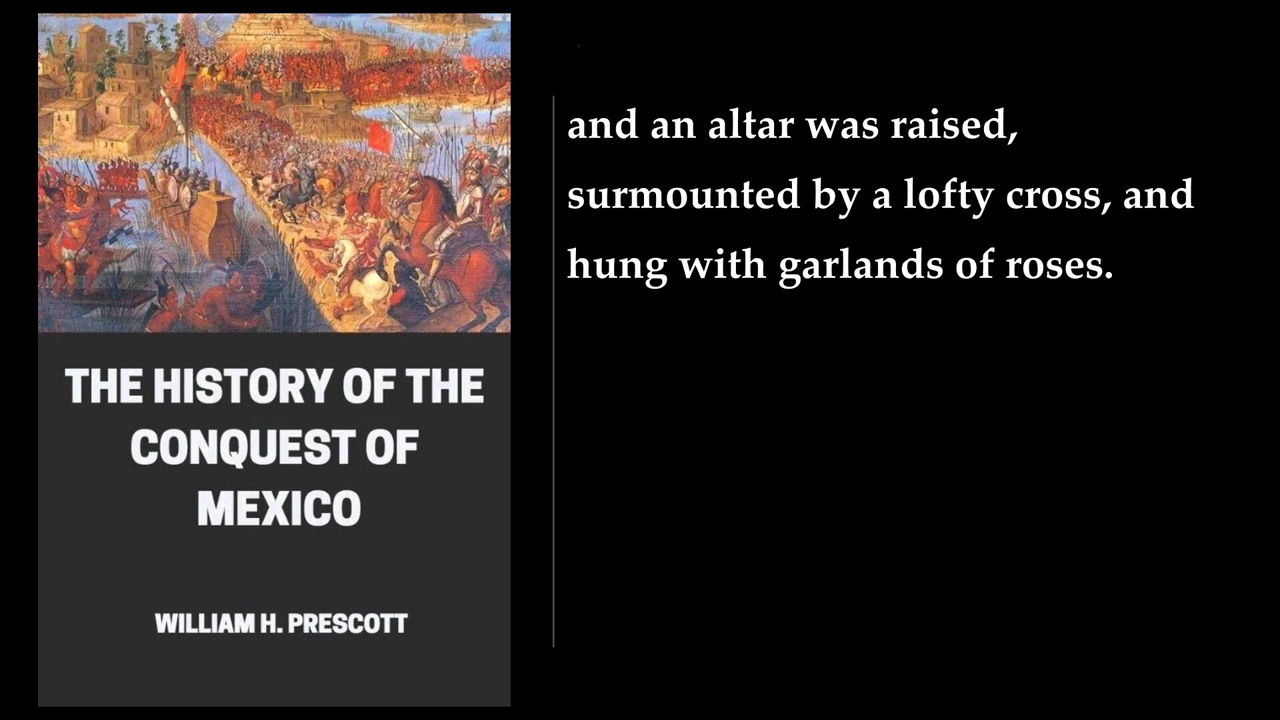 THE HISTORY OF THE
CONQUEST OF
MEXICO
WILLIAM H. PRESCOTT
and an altar was raised,
surmounted by a lofty cross, and
hung with garlands of roses.